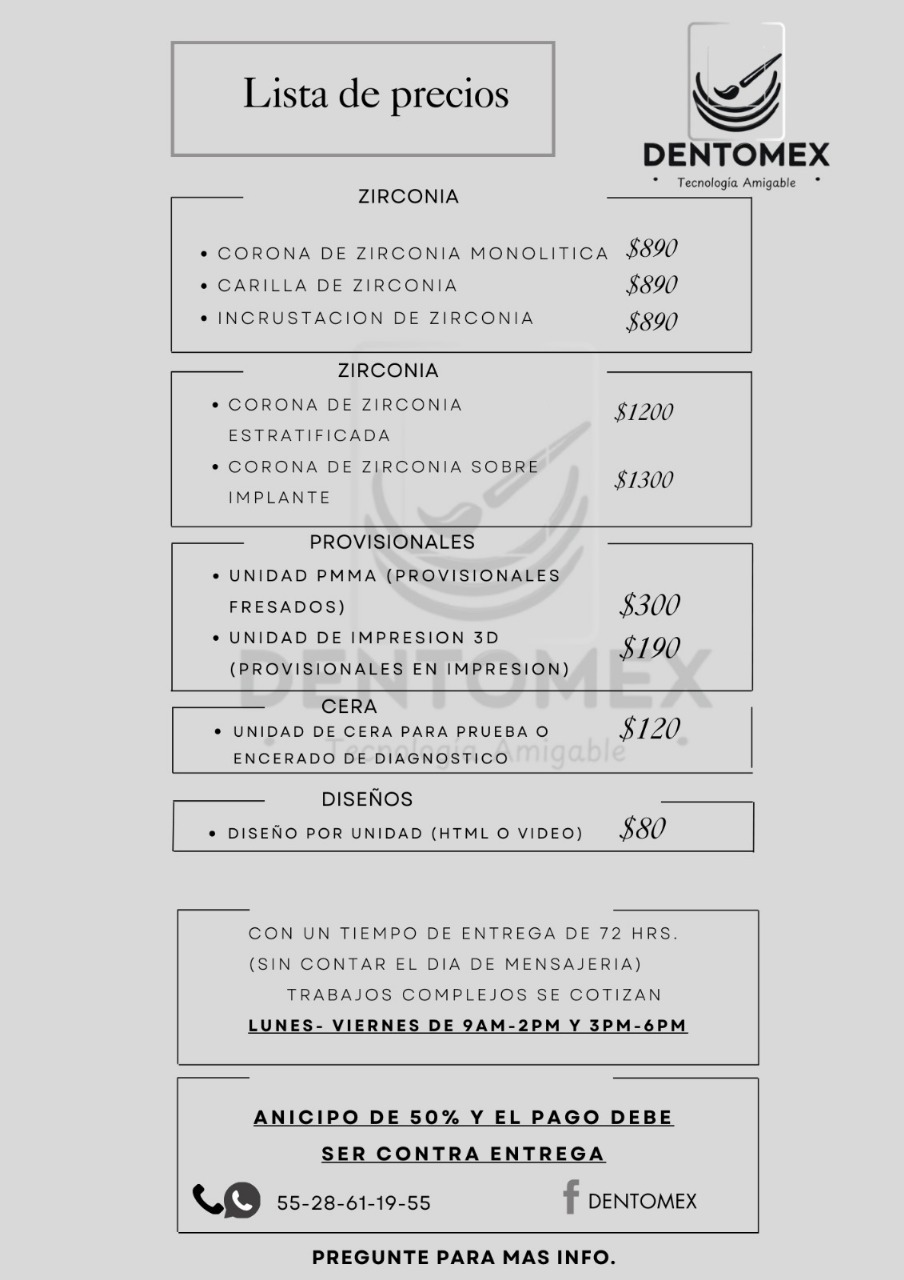 Lista de precios
DENTOMEX
Tecnología Amigable
ZIRCONIA
• CORONA DE ZIRCONIA MONOLITICA $890
• CARILLA DE ZIRCONIA $890
• INCRUSTACION DE ZIRCONIA $890
ZIRCONIA
• CORONA DE ZIRCONIA
ESTRATIFICADA $1200
• CORONA DE ZIRCONIA SOBRE
IMPLANTE $1300
PROVISIONALES
• UNIDAD PMMA (PROVISIONALES
FRESADOS) $300
• UNIDAD DE IMPRESION 3D
(PROVISIONALES EN IMPRESION) $190
DENTOMEX
CERA
• UNIDAD DE CERA PARA PRUEBA O $120
ENCERADO DE DIAGNOSTICO
Tecnología Amigable
DISEÑOS
• DISEÑO POR UNIDAD (HTML O VIDEO) $80
CON UN TIEMPO DE ENTREGA DE 72 HRS.
(SIN CONTAR EL DIA DE MENSAJERIA)
TRABAJOS COMPLEJOS SE COTIZAN
LUNES- VIERNES DE 9AM-2PM Y 3PM-6PM
ANICIPO DE 50% Y EL PAGO DEBE
SER CONTRA ENTREGA
55-28-61-19-55 f DENTOMEX
PREGUNTE PARA MAS INFO.